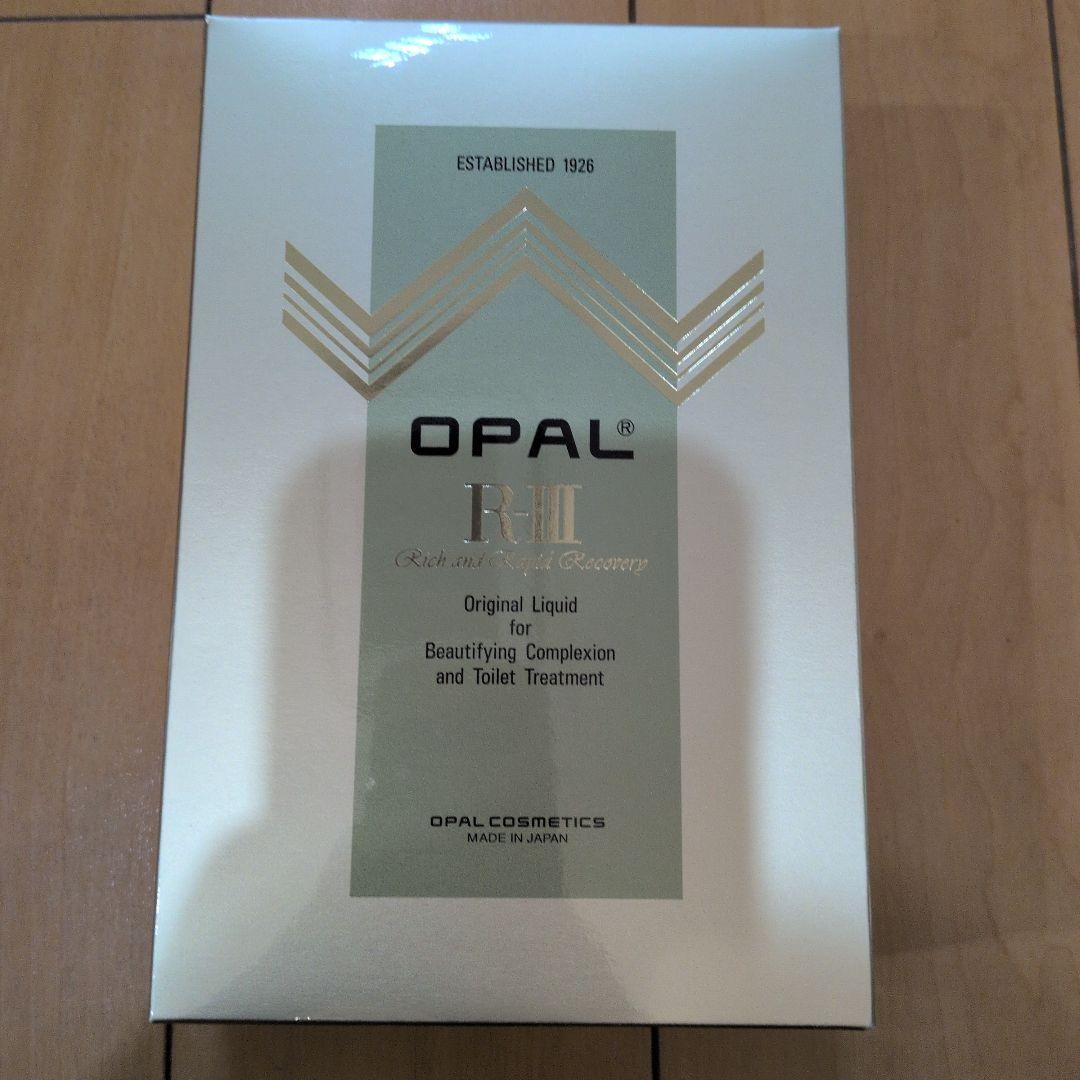 ESTABLISHED 1926
OPAL®
R-III
Rich and Rapid Recovery
Original Liquid
for
Beautifying Complexion
and Toilet Treatment
OPAL COSMETICS
MADE IN JAPAN